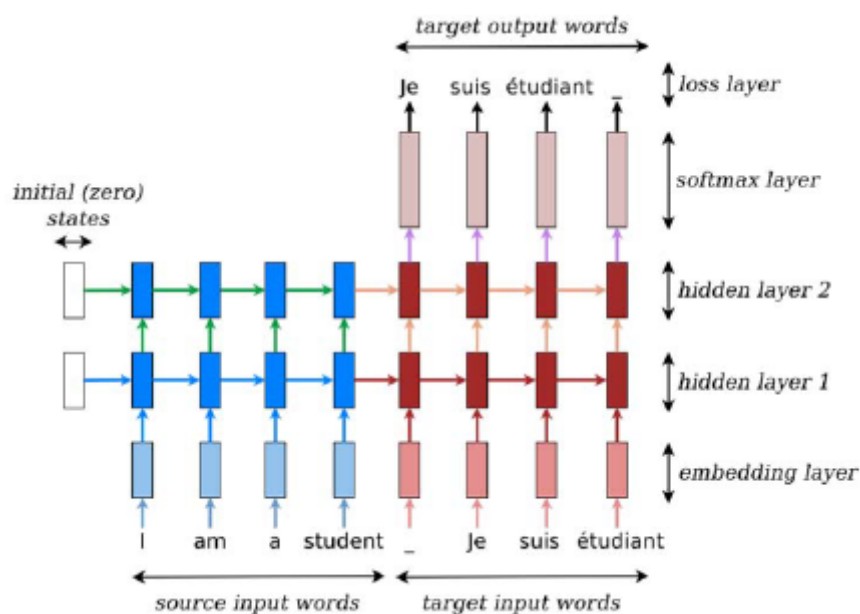 target output words
Je suis étudiant _
loss layer
softmax layer
initial (zero)
states
hidden layer 2
hidden layer 1
embedding layer
I am a student _ Je suis étudiant
source input words target input words